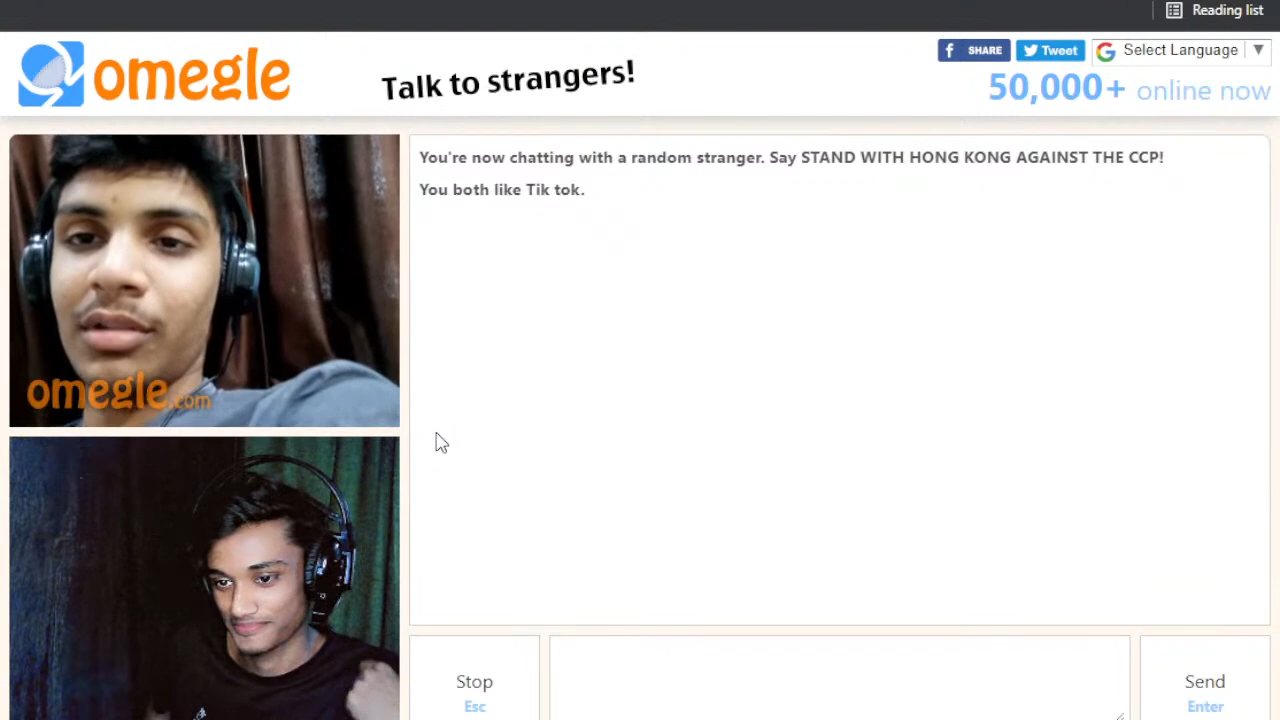 Reading list
omegle
Talk to strangers!
f SHARE
Tweet
G Select Language ▼
50,000+ online now
You're now chatting with a random stranger. Say STAND WITH HONG KONG AGAINST THE CCP!
You both like Tik tok.
omegle.com
Stop
Esc
Send
Enter